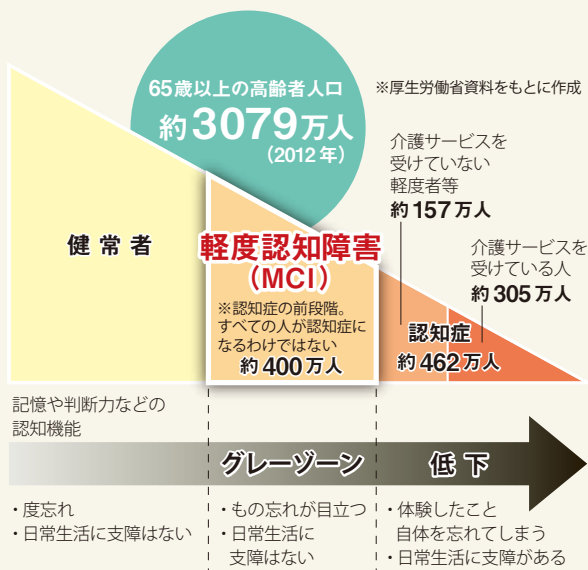 65歳以上の高齢者人口
約3079万人
(2012年)
※厚生労働省資料をもとに作成
介護サービスを
受けていない
軽度者等
約157万人
介護サービスを
受けている人
約305万人
健常者
軽度認知障害
(MCI)
※認知症の前段階。
すべての人が認知症に
なるわけではない
約400万人
認知症
約462万人
記憶や判断力などの
認知機能
グレーゾーン
低下
・度忘れ
・日常生活に支障はない
・もの忘れが目立つ
・日常生活に
支障はない
・体験したこと
自体を忘れてしまう
・日常生活に支障がある